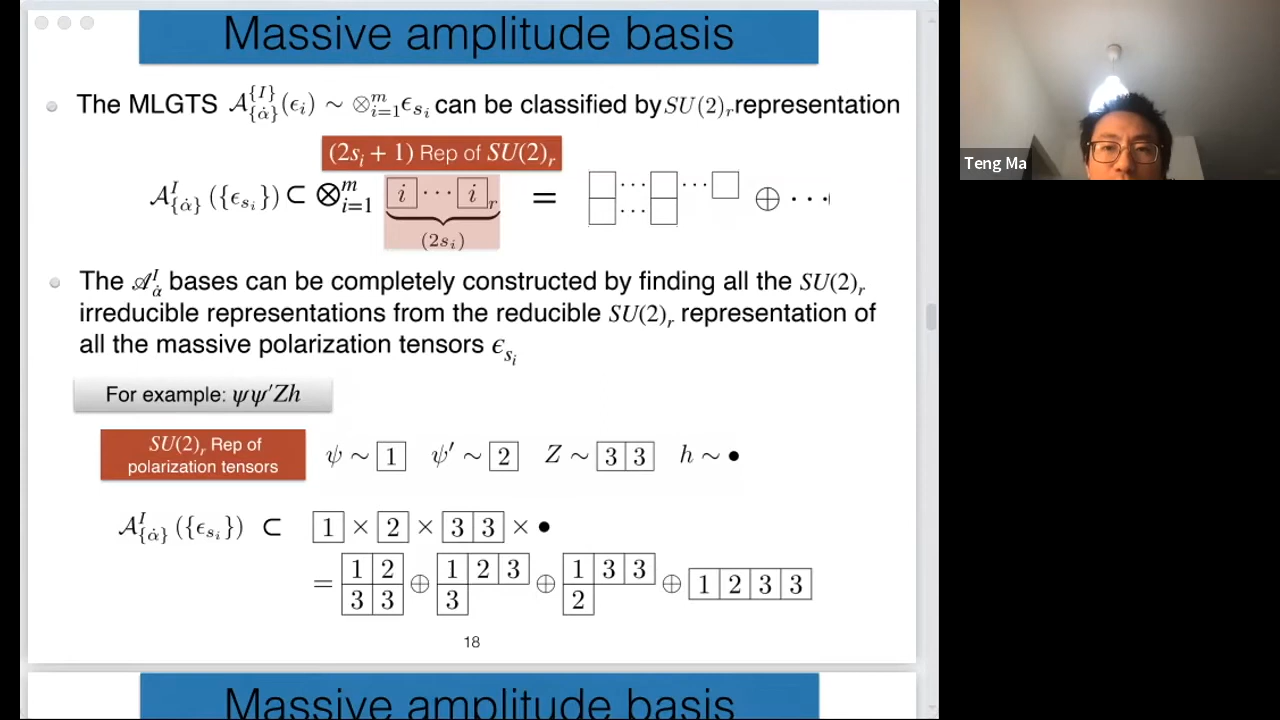 Massive amplitude basis
The MLGTS 𝒜^{I}_{α̇}(ϵ_i) ∼ ⊗^m_{i=1} ϵ_{s_i} can be classified by SU(2)_r representation
(2s_i + 1) Rep of SU(2)_r
𝒜^I_{α̇}({ϵ_{s_i}}) ⊂ ⊗^m_{i=1} i ⋯ i _r = ⋯ ⋯ ⊕ ⋯
⋯
(2s_i)
The 𝒜^I_α̇ bases can be completely constructed by finding all the SU(2)_r
irreducible representations from the reducible SU(2)_r representation of
all the massive polarization tensors ϵ_{s_i}
For example: ψψ′Zh
SU(2)_r Rep of
polarization tensors
ψ ∼ 1 ψ′ ∼ 2 Z ∼ 3 3 h ∼ •
𝒜^I_{α̇}({ϵ_{s_i}}) ⊂ 1 × 2 × 3 3 × •
= 1 2 ⊕ 1 2 3 ⊕ 1 3 3 ⊕ 1 2 3 3
3 3 3 2
18
Massive amplitude basis
Teng Ma